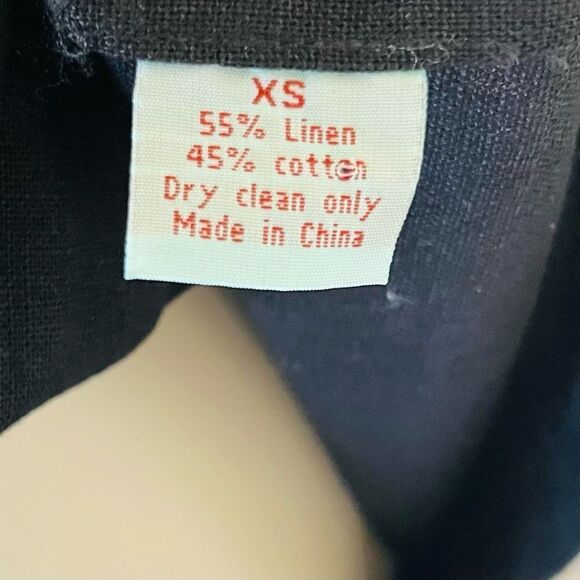 XS
55% Linen
45% cotton
Dry clean only
Made in China